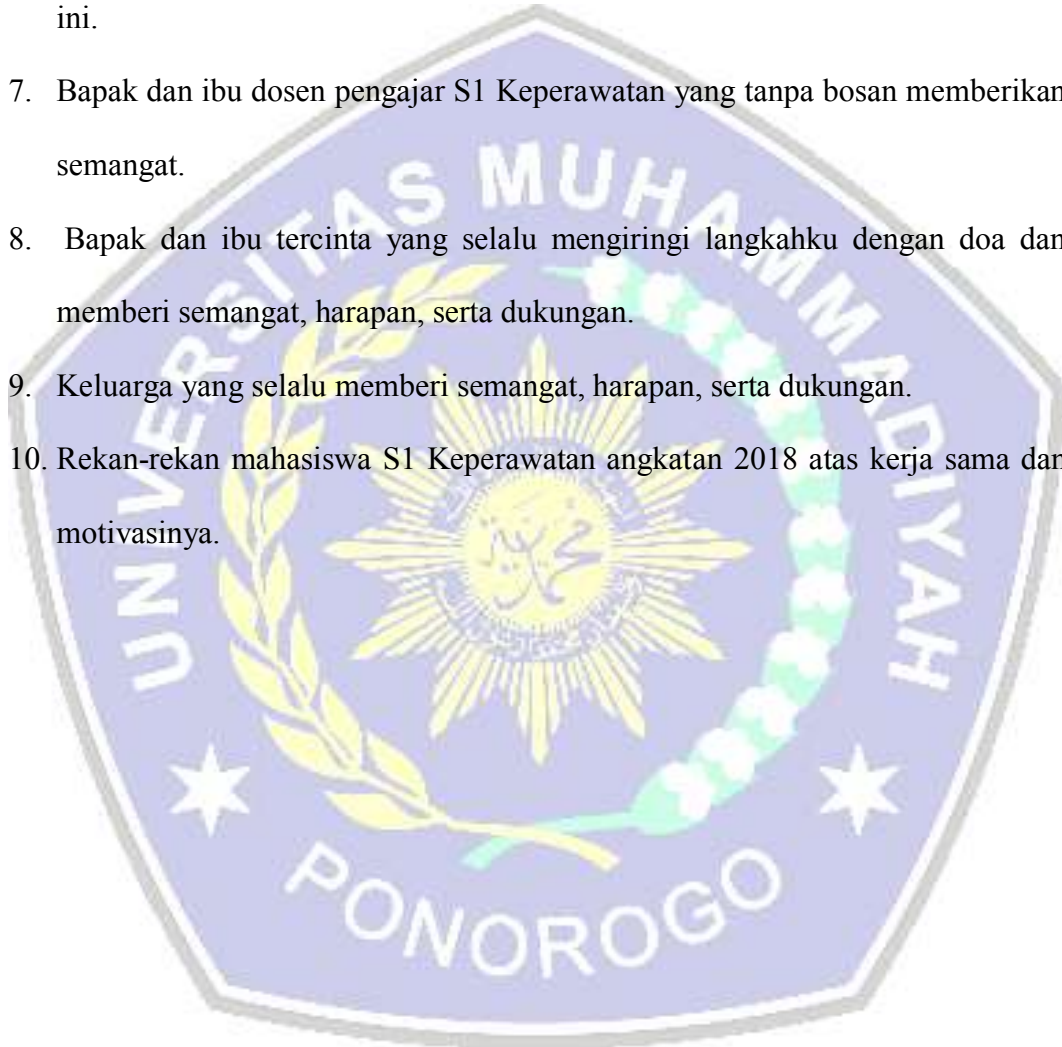 ini.
7. Bapak dan ibu dosen pengajar S1 Keperawatan yang tanpa bosan memberikan
semangat.
8. Bapak dan ibu tercinta yang selalu mengiringi langkahku dengan doa dan
memberi semangat, harapan, serta dukungan.
9. Keluarga yang selalu memberi semangat, harapan, serta dukungan.
10. Rekan-rekan mahasiswa S1 Keperawatan angkatan 2018 atas kerja sama dan
motivasinya.
UNIVERSITAS MUHAMMADIYAH
PONOROGO